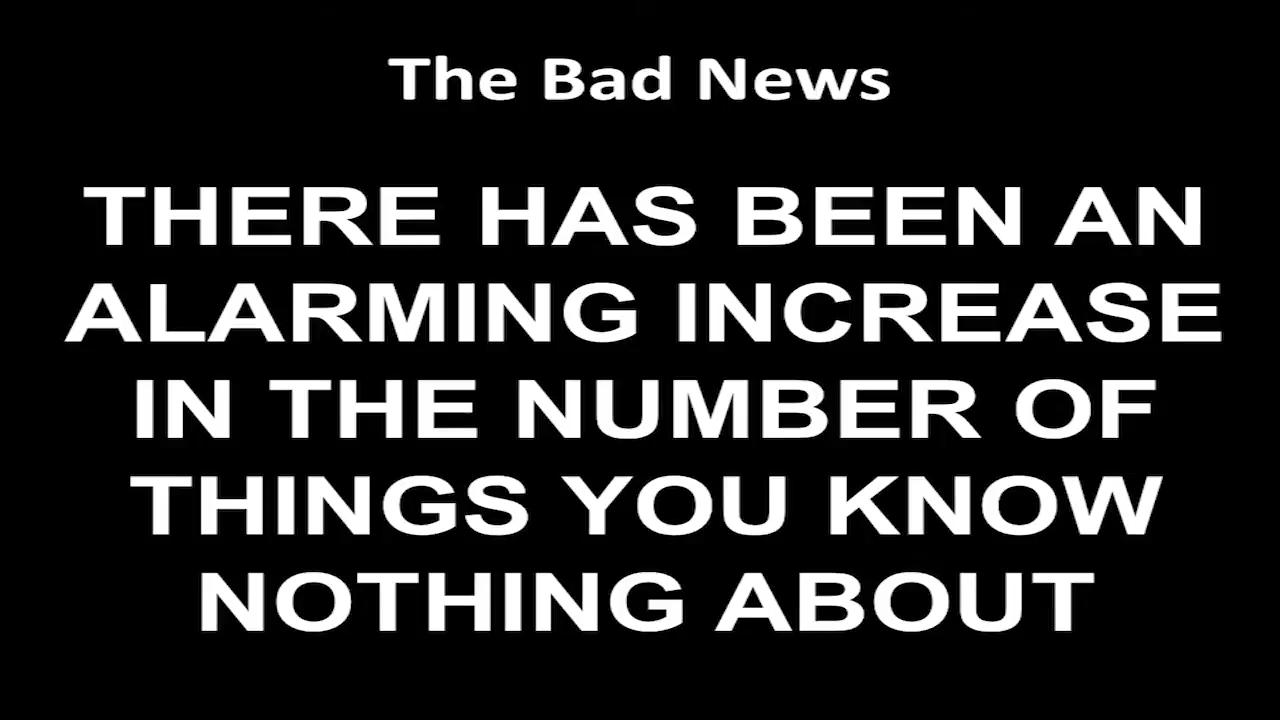 The Bad News
THERE HAS BEEN AN
ALARMING INCREASE
IN THE NUMBER OF
THINGS YOU KNOW
NOTHING ABOUT